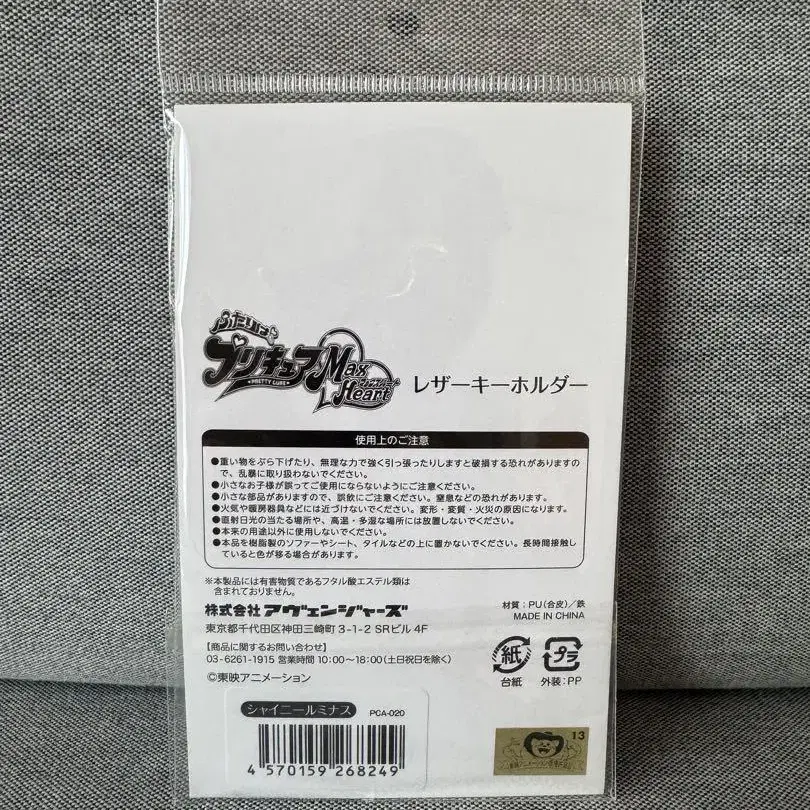 ふたりは
プリキュア
PRETTY CURE
Max
Heart
マックスハート
レザーキーホルダー
使用上のご注意
●重い物をぶら下げたり、無理な力で強く引っ張ったりしますと破損する恐れがありますの
で、乱暴に取り扱わないでください。
●小さなお子様が誤ってご使用にならないようにご注意ください。
●小さな部品がありますので、誤飲にご注意ください。窒息などの恐れがあります。
●火気や暖房器具などには近づけないでください。変形・変質・火災の原因になります。
●直射日光の当たる場所や、高温・多湿な場所には放置しないでください。
●本来の用途以外に使用しないでください。
●本品を樹脂製のソファーやシート、タイルなどの上に置かないでください。長時間接触し
ていると色が移る場合があります。
※本製品には有害物質であるフタル酸エステル類は
含まれておりません。
株式会社アヴェンジャーズ
東京都千代田区神田三崎町3-1-2 SRビル 4F
【商品に関するお問い合わせ】
03-6261-1915 営業時間 10:00～18:00(土日祝日を除く)
©東映アニメーション
材質:PU(合皮)/鉄
MADE IN CHINA
紙
台紙
プラ
外装:PP
シャイニールミナス
PCA-020
4 570159 268249
13